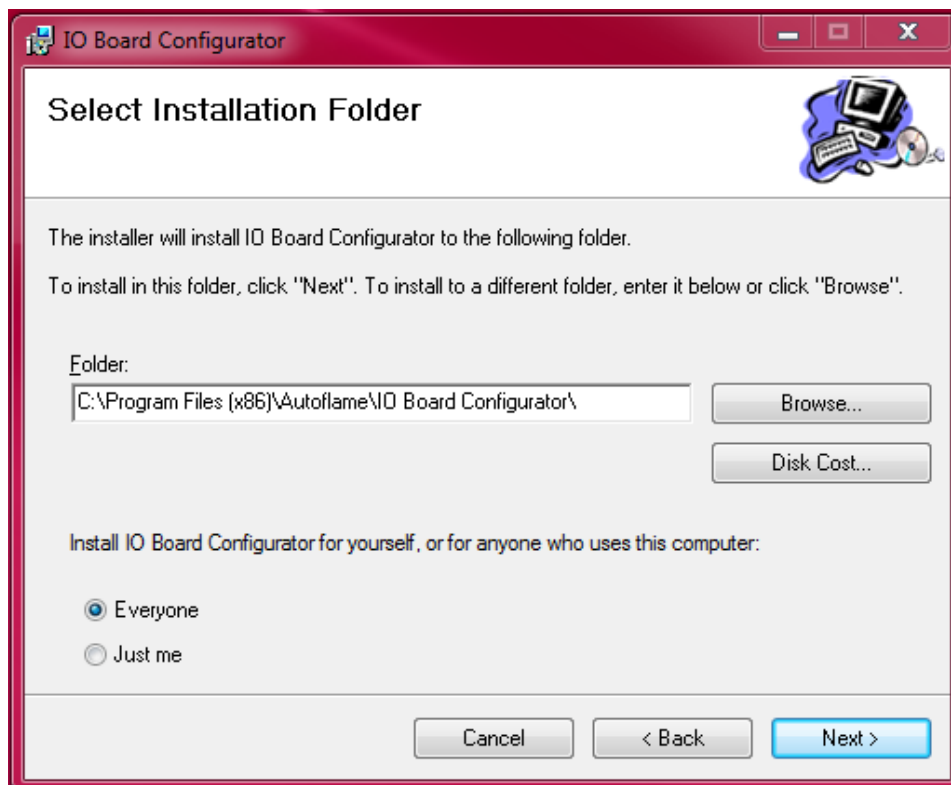 IO Board Configurator
Select Installation Folder
The installer will install IO Board Configurator to the following folder.
To install in this folder, click "Next". To install to a different folder, enter it below or click "Browse".
Folder:
C:\Program Files (x86)\Autoflame\IO Board Configurator\
Browse...
Disk Cost...
Install IO Board Configurator for yourself, or for anyone who uses this computer:
Everyone
Just me
Cancel
< Back
Next >